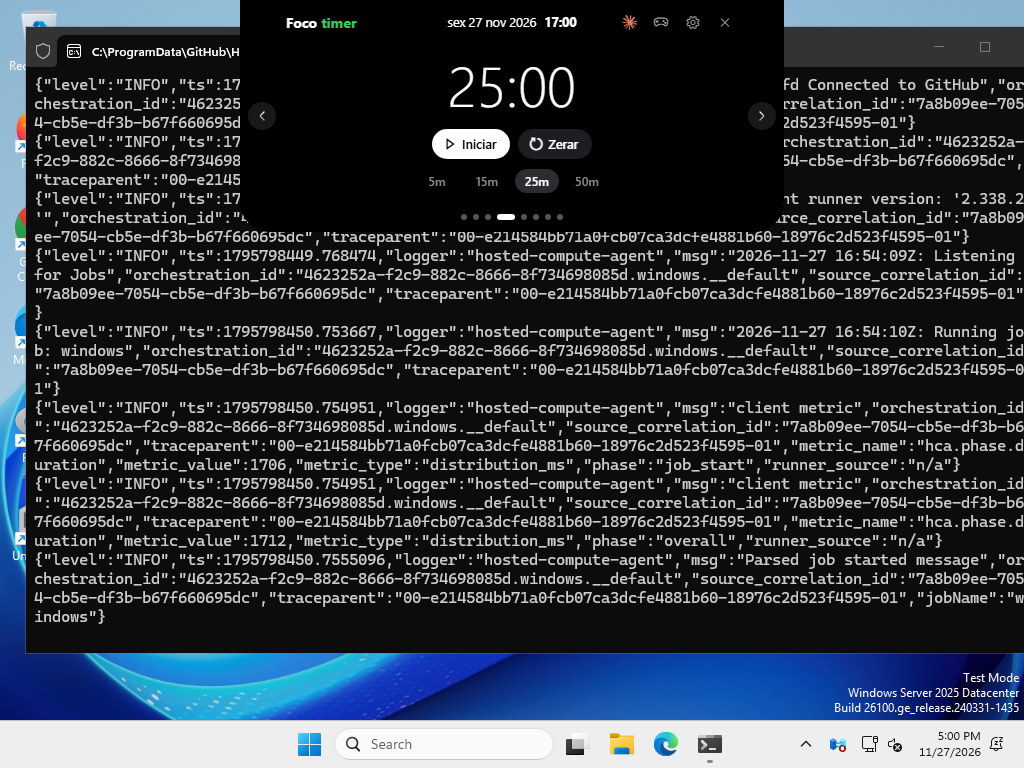 Foco timer
sex 27 nov 2026 17:00
25:00
Iniciar
Zerar
5m 15m 25m 50m
C:\ProgramData\GitHub\H
{"level":"INFO","ts":17 fd Connected to GitHub","or
chestration_id":"46232 correlation_id":"7a8b09ee-705
4-cb5e-df3b-b67f660695 2d523f4595-01"}
{"level":"INFO","ts":17 orchestration_id":"4623252a-
f2c9-882c-8666-8f734698 -7054-cb5e-df3b-b67f660695dc",
"traceparent":"00-e2145
{"level":"INFO","ts":17 nt runner version: '2.338.2
'","orchestration_id":"4 source_correlation_id":"7a8b09
ee-7054-cb5e-df3b-b67f660695dc","traceparent":"00-e214584bb71a0fcb07ca3dcfe4881b60-18976c2d523f4595-01"}
{"level":"INFO","ts":1795798449.768474,"logger":"hosted-compute-agent","msg":"2026-11-27 16:54:09Z: Listening
for Jobs","orchestration_id":"4623252a-f2c9-882c-8666-8f734698085d.windows.__default","source_correlation_id":
"7a8b09ee-7054-cb5e-df3b-b67f660695dc","traceparent":"00-e214584bb71a0fcb07ca3dcfe4881b60-18976c2d523f4595-01"
}
{"level":"INFO","ts":1795798450.753667,"logger":"hosted-compute-agent","msg":"2026-11-27 16:54:10Z: Running jo
b: windows","orchestration_id":"4623252a-f2c9-882c-8666-8f734698085d.windows.__default","source_correlation_id
":"7a8b09ee-7054-cb5e-df3b-b67f660695dc","traceparent":"00-e214584bb71a0fcb07ca3dcfe4881b60-18976c2d523f4595-0
1"}
{"level":"INFO","ts":1795798450.754951,"logger":"hosted-compute-agent","msg":"client metric","orchestration_id
":"4623252a-f2c9-882c-8666-8f734698085d.windows.__default","source_correlation_id":"7a8b09ee-7054-cb5e-df3b-b6
7f660695dc","traceparent":"00-e214584bb71a0fcb07ca3dcfe4881b60-18976c2d523f4595-01","metric_name":"hca.phase.d
uration","metric_value":1706,"metric_type":"distribution_ms","phase":"job_start","runner_source":"n/a"}
{"level":"INFO","ts":1795798450.754951,"logger":"hosted-compute-agent","msg":"client metric","orchestration_id
":"4623252a-f2c9-882c-8666-8f734698085d.windows.__default","source_correlation_id":"7a8b09ee-7054-cb5e-df3b-b6
7f660695dc","traceparent":"00-e214584bb71a0fcb07ca3dcfe4881b60-18976c2d523f4595-01","metric_name":"hca.phase.d
uration","metric_value":1712,"metric_type":"distribution_ms","phase":"overall","runner_source":"n/a"}
{"level":"INFO","ts":1795798450.7555096,"logger":"hosted-compute-agent","msg":"Parsed job started message","or
chestration_id":"4623252a-f2c9-882c-8666-8f734698085d.windows.__default","source_correlation_id":"7a8b09ee-705
4-cb5e-df3b-b67f660695dc","traceparent":"00-e214584bb71a0fcb07ca3dcfe4881b60-18976c2d523f4595-01","jobName":"w
indows"}
Test Mode
Windows Server 2025 Datacenter
Build 26100.ge_release.240331-1435
Search
5:00 PM
11/27/2026